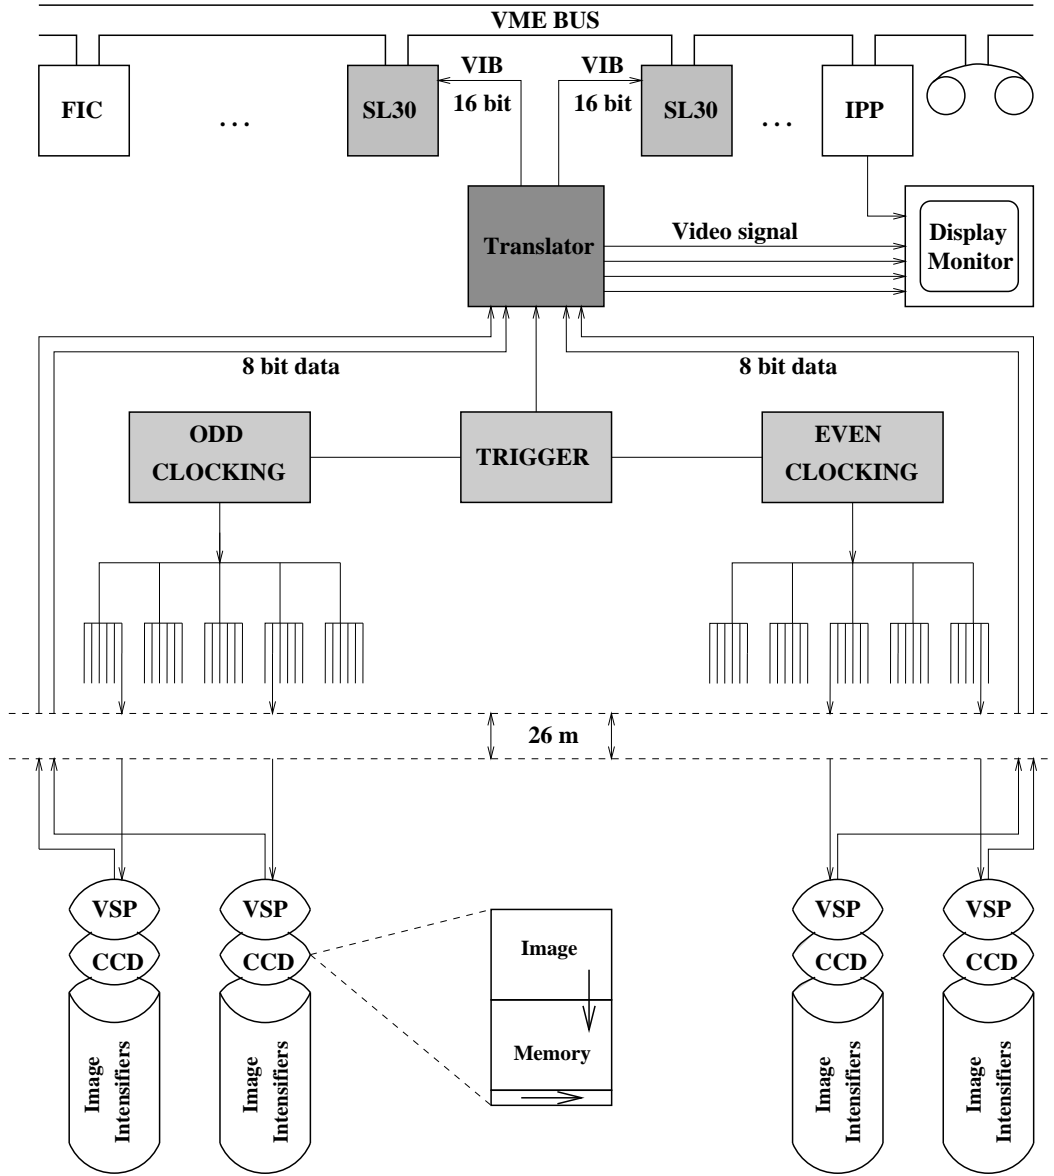 VME BUS
VIB
VIB
FIC
. . .
SL30
16 bit
16 bit
SL30
. . .
IPP
Translator
Video signal
Display
Monitor
8 bit data
8 bit data
ODD
CLOCKING
TRIGGER
EVEN
CLOCKING
26 m
VSP
VSP
VSP
VSP
CCD
CCD
Image
CCD
CCD
Memory
Image
Intensifiers
Image
Intensifiers
Image
Intensifiers
Image
Intensifiers